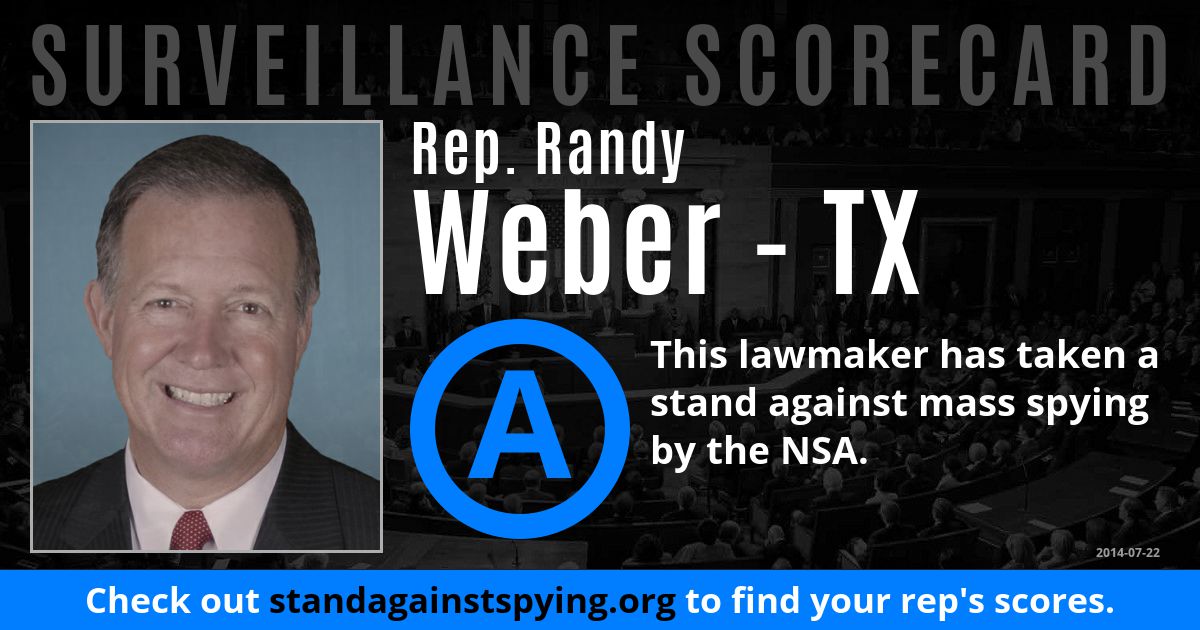 SURVEILLANCE SCORECARD
Rep. Randy
Weber - TX
A
This lawmaker has taken a
stand against mass spying
by the NSA.
2014-07-22
Check out standagainstspying.org to find your rep's scores.